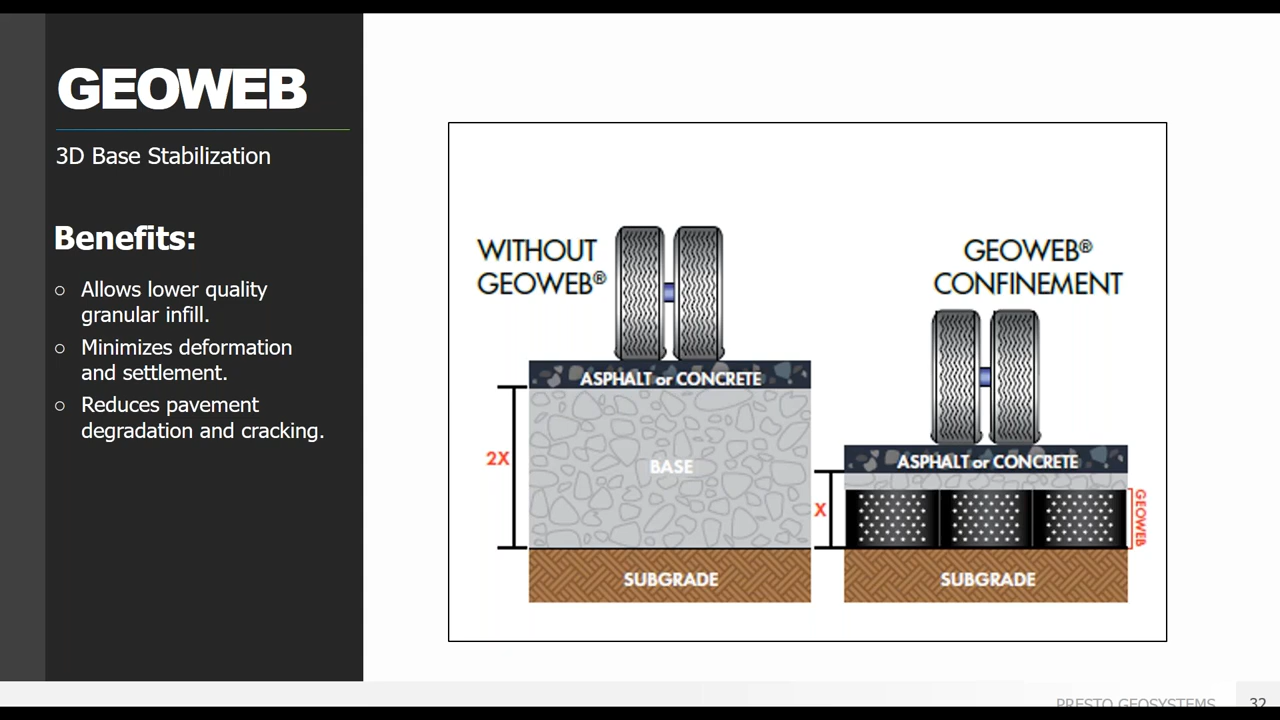 GEOWEB
3D Base Stabilization
Benefits:
○ Allows lower quality
granular infill.
○ Minimizes deformation
and settlement.
○ Reduces pavement
degradation and cracking.
WITHOUT
GEOWEB®
ASPHALT or CONCRETE
2X
BASE
SUBGRADE
GEOWEB®
CONFINEMENT
ASPHALT or CONCRETE
X
GEOWEB
SUBGRADE
PRESTO GEOSYSTEMS
32